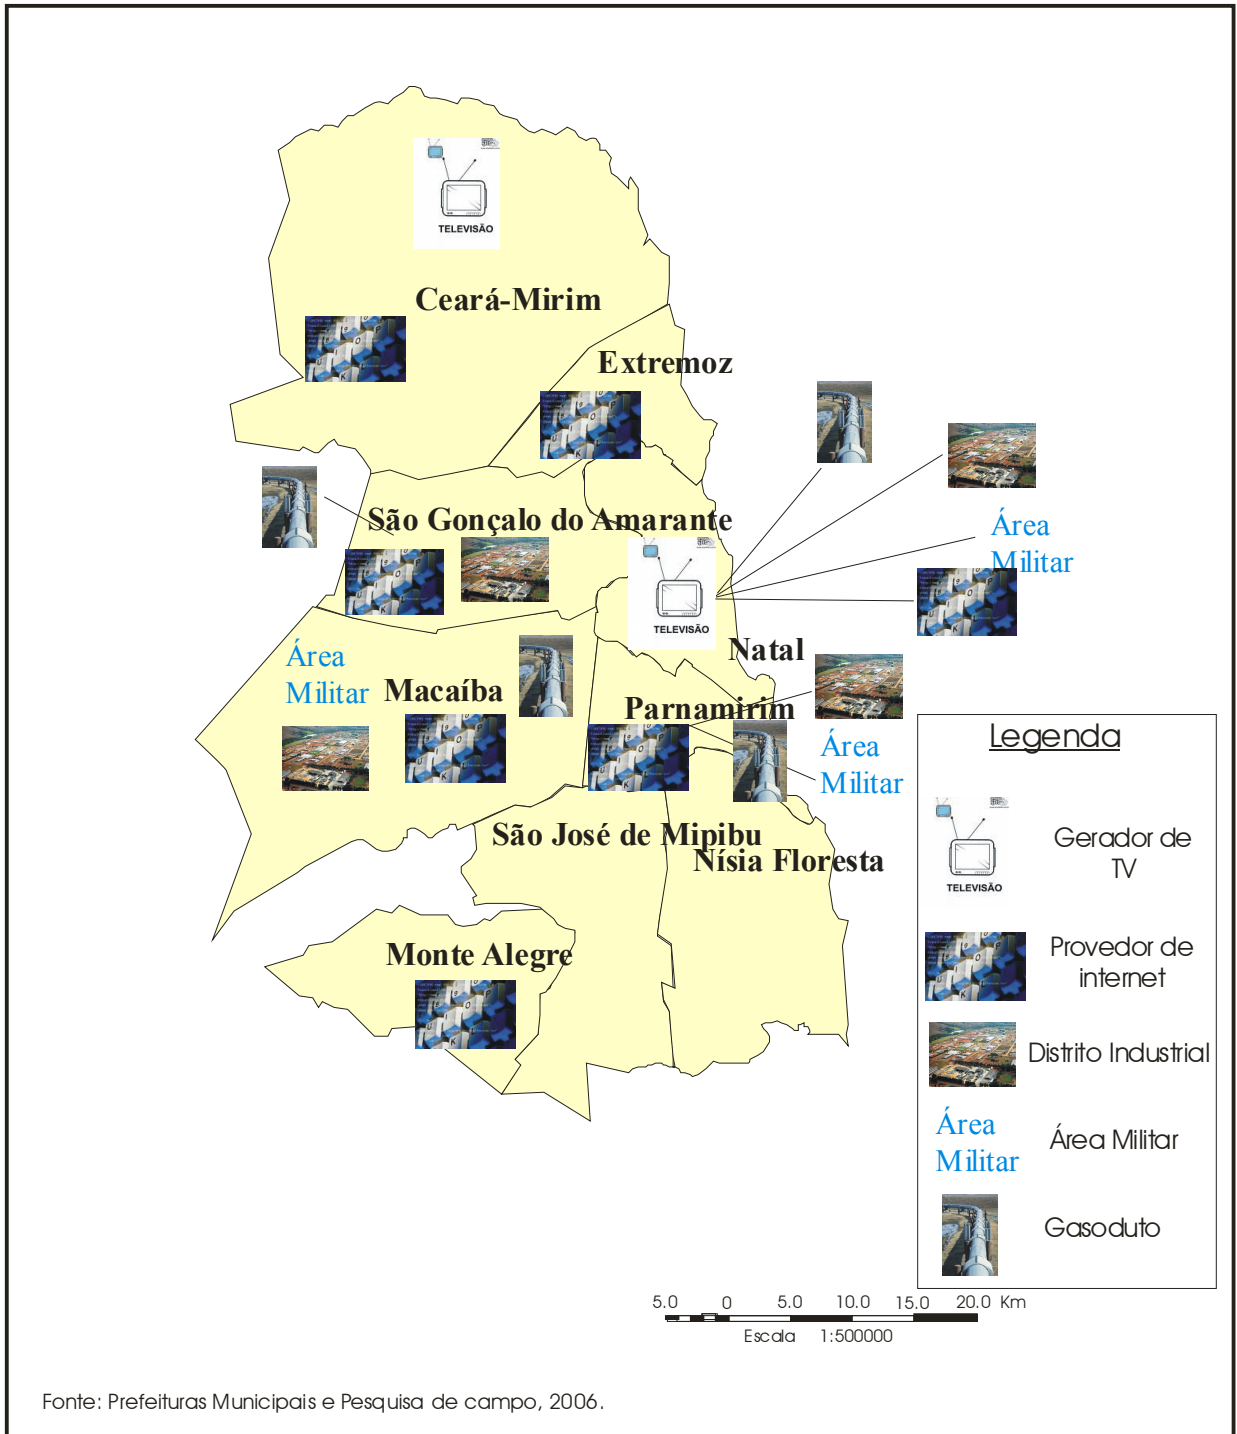 TELEVISÃO
Ceará-Mirim
Extremoz
São Gonçalo do Amarante
Área
Militar
TELEVISÃO
Natal
Área
Militar
Macaíba
Parnamirim
Área
Militar
São José de Mipibu
Nísia Floresta
Monte Alegre
Legenda
TELEVISÃO
Gerador de
TV
Provedor de
internet
Distrito Industrial
Área
Militar
Área Militar
Gasoduto
5.0 0 5.0 10.0 15.0 20.0 Km
Escala 1:500000
Fonte: Prefeituras Municipais e Pesquisa de campo, 2006.